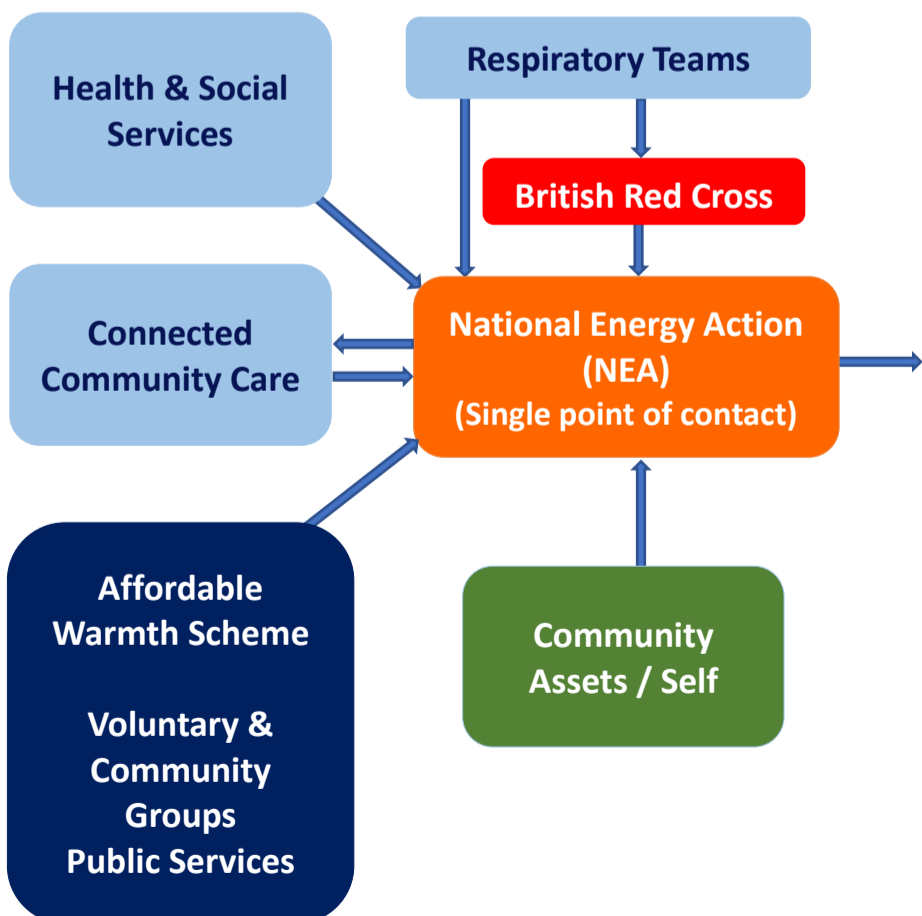 Health & Social
Services
Respiratory Teams
British Red Cross
Connected
Community Care
National Energy Action
(NEA)
(Single point of contact)
Affordable
Warmth Scheme
Voluntary &
Community
Groups
Public Services
Community
Assets / Self